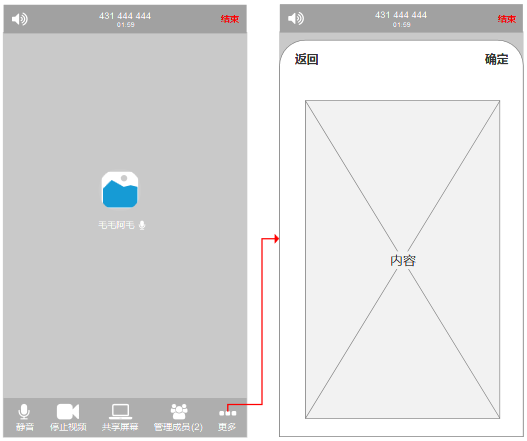 431 444 444
01:59
结束
毛毛阿毛
静音
停止视频
共享屏幕
管理成员(2)
更多
431 444 444
01:59
结束
返回
确定
内容